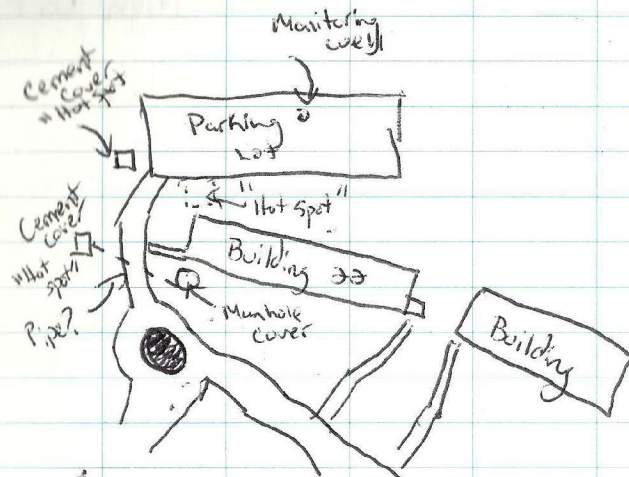 Monitoring
well
Cement
cover
"Hot spot"
Parking
Lot
"Hot spot"
Cement
cover
"Hot
spot"
Pipe?
Building 22
Manhole
cover
Building